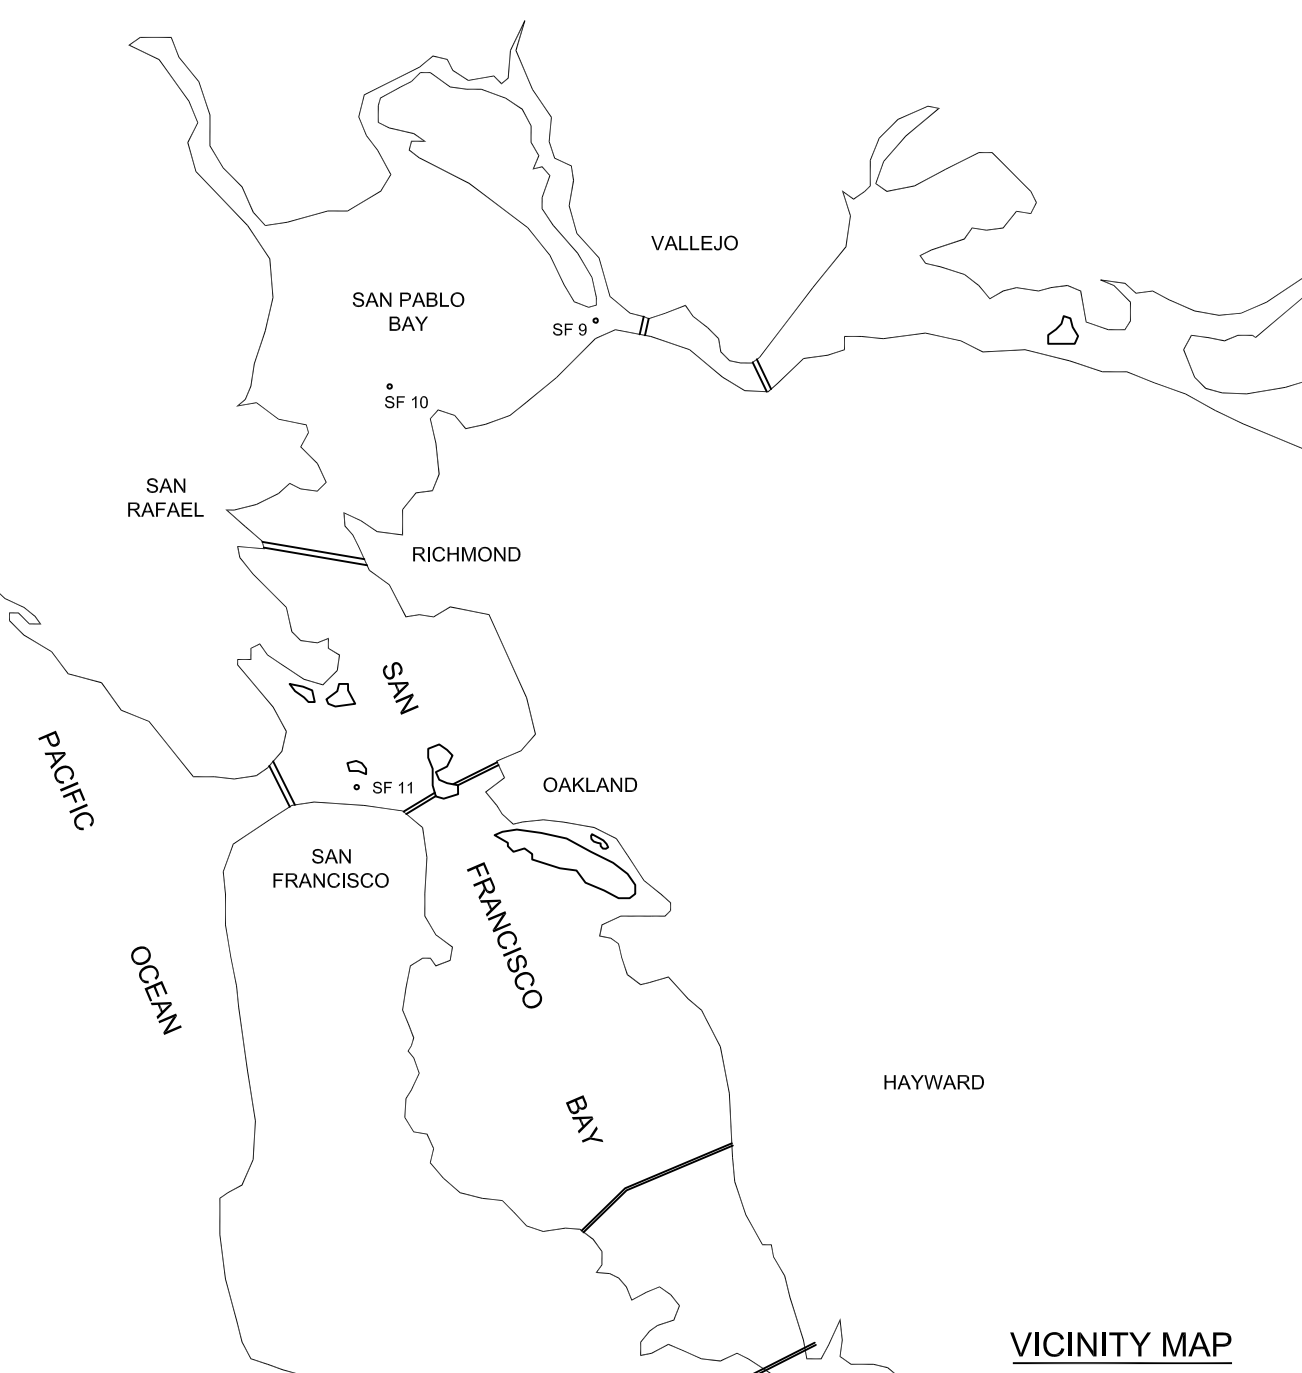 VALLEJO
SAN PABLO
BAY
SF 9
SF 10
SAN
RAFAEL
RICHMOND
SAN
PACIFIC
SF 11
OAKLAND
SAN
FRANCISCO
FRANCISCO
OCEAN
HAYWARD
BAY
VICINITY MAP